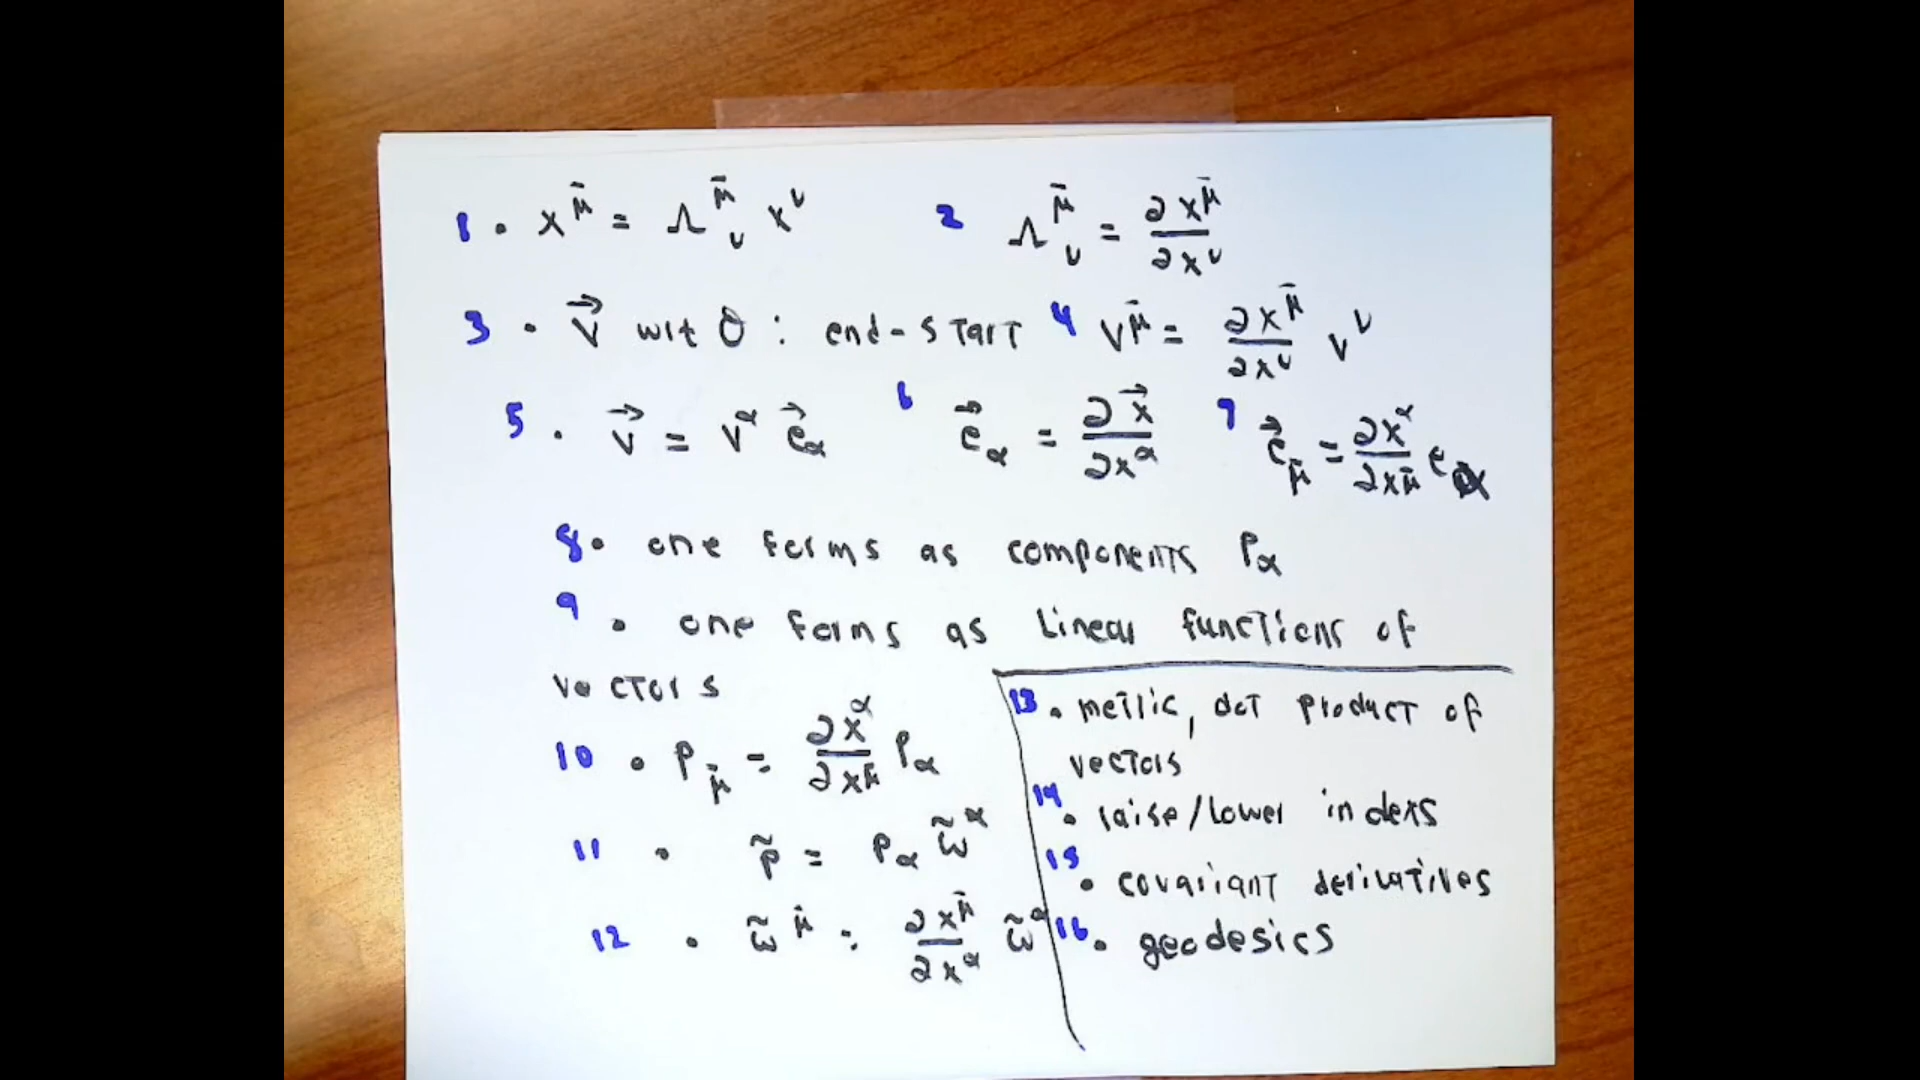 1 • x^μ̄ = Λ^μ̄_ν x^ν   2 Λ^μ̄_ν = ∂x^μ̄/∂x^ν
3 • V⃗ wit O⃗ : end-start   4 V^μ̄ = ∂x^μ̄/∂x^ν V^ν
5 • V⃗ = V^α e⃗_α   6 e⃗_α = ∂x⃗/∂x^α   7 e⃗_μ̄ = ∂x^α/∂x^μ̄ e_α
8 • one forms as components P_α
9 • one forms as Linear functions of
vectors
10 • P_μ̄ = ∂x^α/∂x^μ̄ P_α
11 • p̃ = P_α ω̃^α
12 • ω̃^μ̄ = ∂x^μ̄/∂x^α ω̃^α
13 • metric, dot product of
vectors
14 • raise/lower indexs
15 • covariant derivatives
16 • geodesics